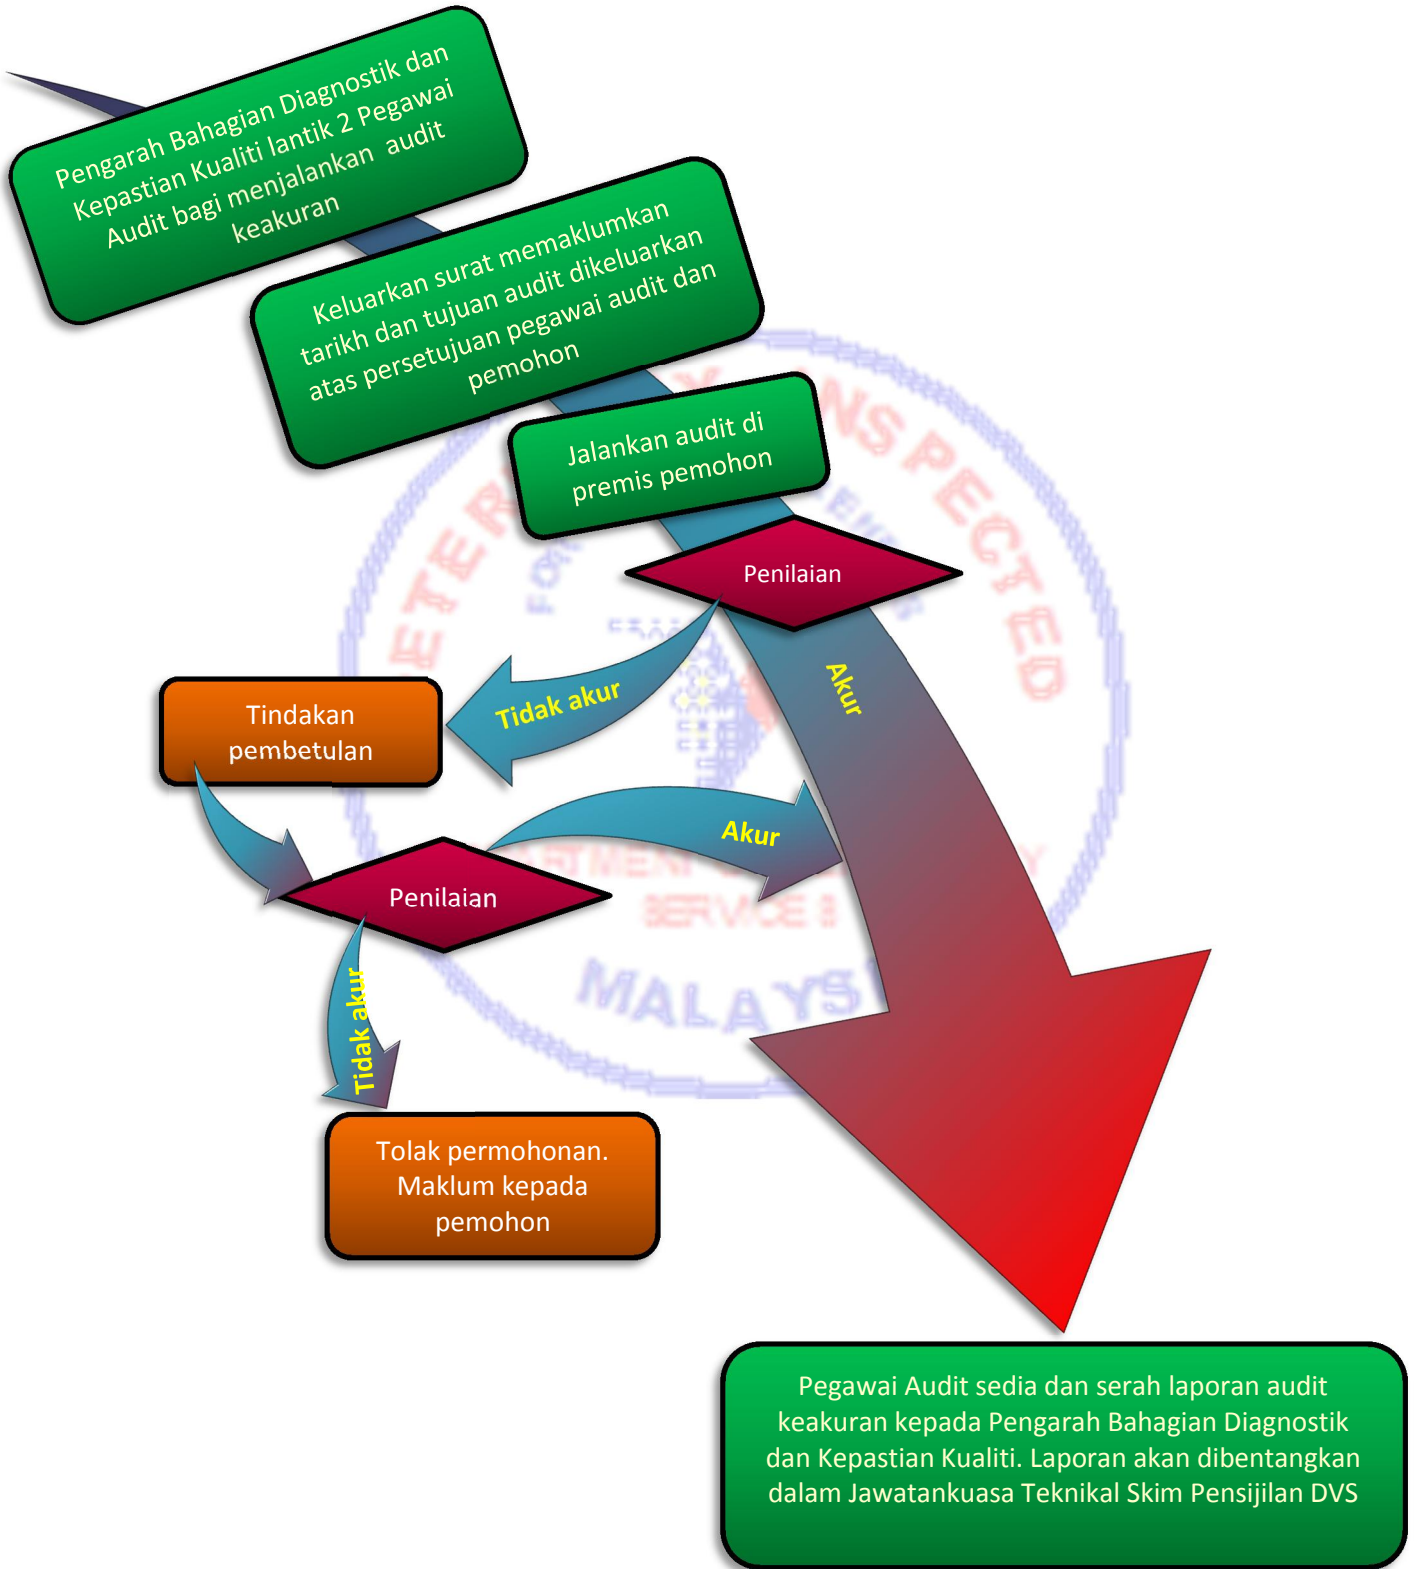 Pengarah Bahagian Diagnostik dan
Kepastian Kualiti lantik 2 Pegawai
Audit bagi menjalankan audit
keakuran
Keluarkan surat memaklumkan
tarikh dan tujuan audit dikeluarkan
atas persetujuan pegawai audit dan
pemohon
Jalankan audit di
premis pemohon
Penilaian
Akur
Tidak akur
Tindakan
pembetulan
Akur
Penilaian
Tidak akur
Tolak permohonan.
Maklum kepada
pemohon
Pegawai Audit sedia dan serah laporan audit
keakuran kepada Pengarah Bahagian Diagnostik
dan Kepastian Kualiti. Laporan akan dibentangkan
dalam Jawatankuasa Teknikal Skim Pensijilan DVS